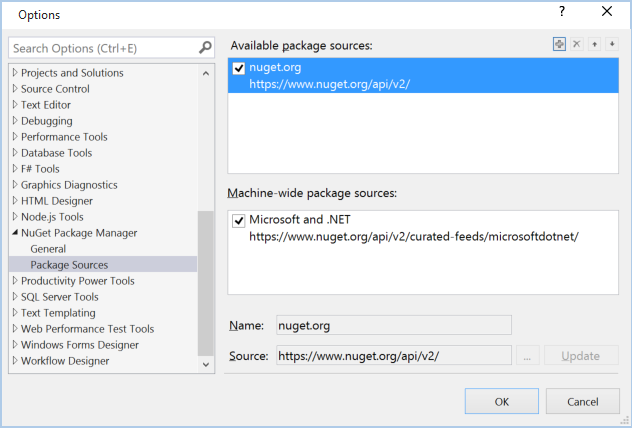 Options
?
Search Options (Ctrl+E)
Projects and Solutions
Source Control
Text Editor
Debugging
Performance Tools
Database Tools
F# Tools
Graphics Diagnostics
HTML Designer
Node.js Tools
NuGet Package Manager
General
Package Sources
Productivity Power Tools
SQL Server Tools
Text Templating
Web Performance Test Tools
Windows Forms Designer
Workflow Designer
Available package sources:
nuget.org
https://www.nuget.org/api/v2/
Machine-wide package sources:
Microsoft and .NET
https://www.nuget.org/api/v2/curated-feeds/microsoftdotnet/
Name: nuget.org
Source: https://www.nuget.org/api/v2/ ... Update
OK Cancel